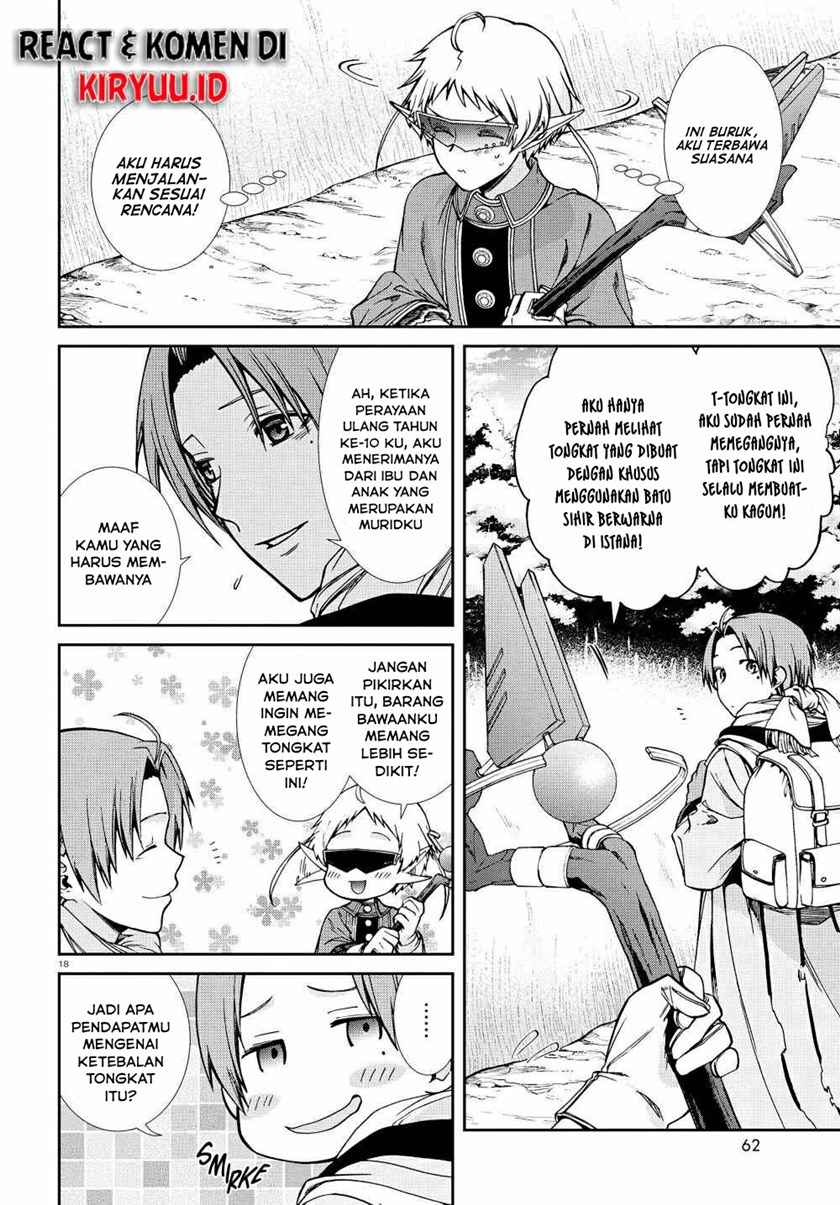 REACT & KOMEN DI
KIRYUU.ID
INI BURUK,
AKU TERBAWA
SUASANA
AKU HARUS
MENJALAN-
KAN SESUAI
RENCANA!
T-TONGKAT INI,
AKU SUDAH PERNAH
MEMEGANGNYA,
TAPI TONGKAT INI
SELALU MEMBUAT-
KU KAGUM!
AKU HANYA
PERNAH MELIHAT
TONGKAT YANG DIBUAT
DENGAN KHUSUS
MENGGUNAKAN BATU
SIHIR BERWARNA
DI ISTANA!
62
AH, KETIKA
PERAYAAN
ULANG TAHUN
KE-10 KU, AKU
MENERIMANYA
DARI IBU DAN
ANAK YANG
MERUPAKAN
MURIDKU
MAAF
KAMU YANG
HARUS MEM-
BAWANYA
JANGAN
PIKIRKAN
ITU, BARANG
BAWAANKU
MEMANG
LEBIH SE-
DIKIT!
AKU JUGA
MEMANG
INGIN ME-
MEGANG
TONGKAT
SEPERTI
INI!
18
........
JADI APA
PENDAPATMU
MENGENAI
KETEBALAN
TONGKAT
ITU?
SMIRKE